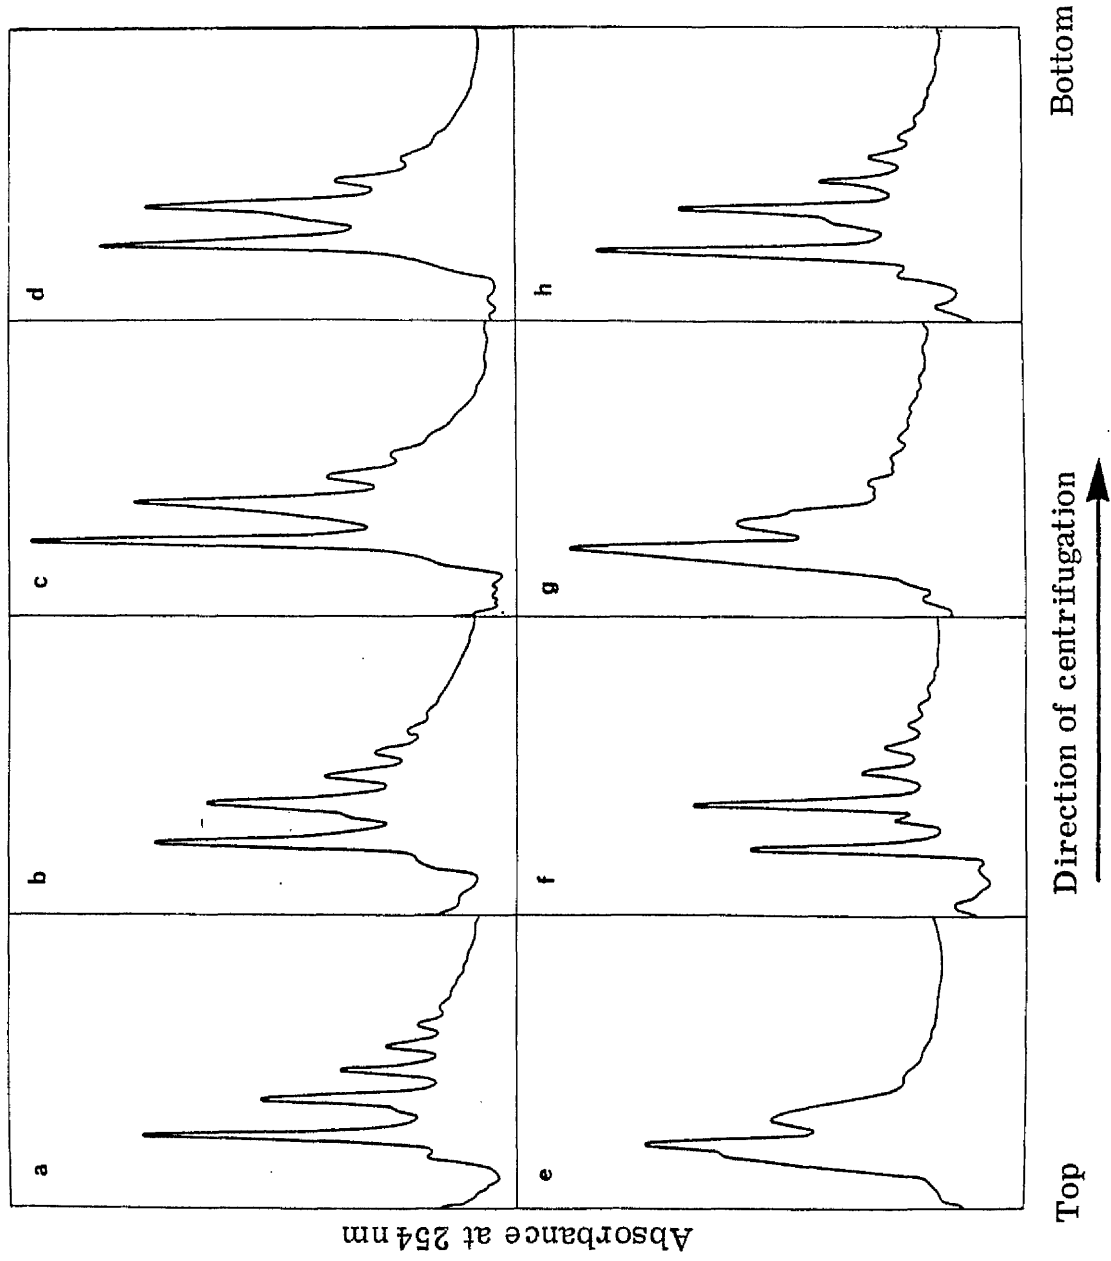 Absorbance at 254 nm
a
b
c
d
e
f
g
h
Top
Direction of centrifugation
Bottom